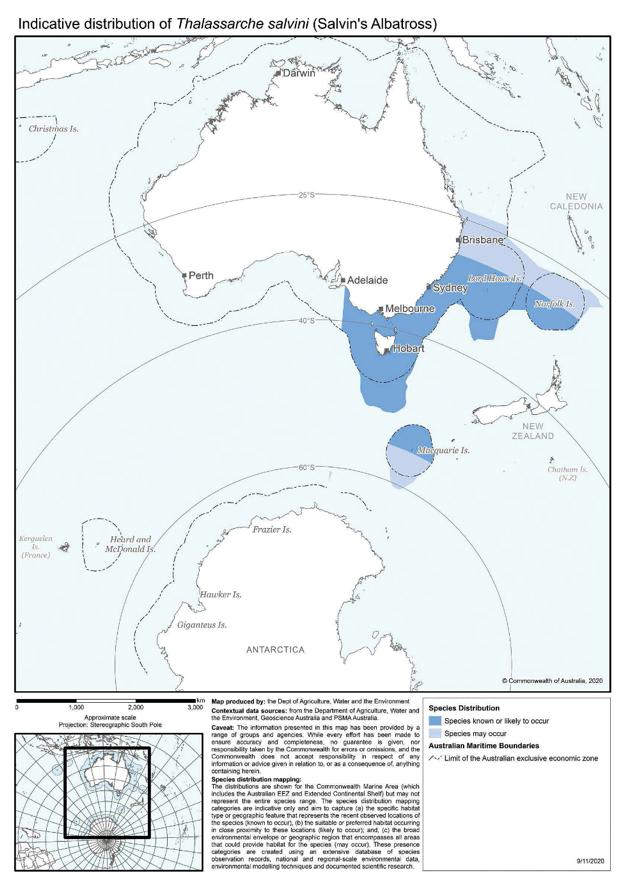 Indicative distribution of Thalassarche salvini (Salvin's Albatross)
Darwin
Christmas Is.
25°S
NEW
CALEDONIA
Brisbane
Perth
Adelaide
Lord Howe Is.
Sydney
Norfolk Is.
Melbourne
40°S
Hobart
NEW
ZEALAND
Macquarie Is.
60°S
Chatham Is.
(N.Z)
Frazier Is.
Kerguelen
Is.
(France)
Heard and
McDonald Is.
Hawker Is.
Giganteus Is.
ANTARCTICA
© Commonwealth of Australia, 2020
km
0 1,000 2,000 3,000
Approximate scale
Projection: Stereographic South Pole
Map produced by: the Dept of Agriculture, Water and the Environment
Contextual data sources: from the Department of Agriculture, Water and
the Environment, Geoscience Australia and PSMA Australia.
Caveat: The information presented in this map has been provided by a
range of groups and agencies. While every effort has been made to
ensure accuracy and completeness, no guarantee is given, nor
responsibility taken by the Commonwealth for errors or omissions, and the
Commonwealth does not accept responsibility in respect of any
information or advice given in relation to, or as a consequence of, anything
containing herein.
Species distribution mapping:
The distributions are shown for the Commonwealth Marine Area (which
includes the Australian EEZ and Extended Continental Shelf) but may not
represent the entire species range. The species distribution mapping
categories are indicative only and aim to capture (a) the specific habitat
type or geographic feature that represents the recent observed locations of
the species (known to occur), (b) the suitable or preferred habitat occurring
in close proximity to these locations (likely to occur); and, (c) the broad
environmental envelope or geographic region that encompasses all areas
that could provide habitat for the species (may occur). These presence
categories are created using an extensive database of species
observation records, national and regional-scale environmental data,
environmental modelling techniques and documented scientific research.
Species Distribution
Species known or likely to occur
Species may occur
Australian Maritime Boundaries
Limit of the Australian exclusive economic zone
9/11/2020